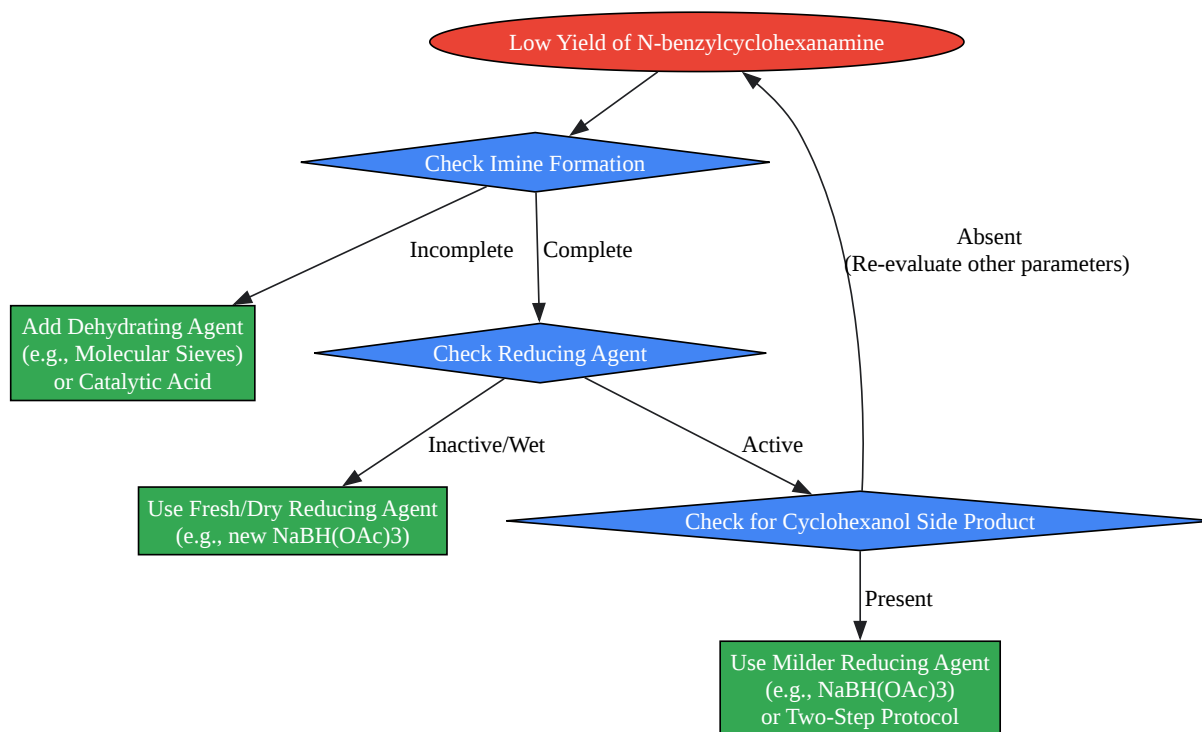 Low Yield of N-benzylcyclohexanamine
Check Imine Formation
Incomplete
Complete
Absent
(Re-evaluate other parameters)
Add Dehydrating Agent
(e.g., Molecular Sieves)
or Catalytic Acid
Check Reducing Agent
Inactive/Wet
Active
Use Fresh/Dry Reducing Agent
(e.g., new NaBH(OAc)3)
Check for Cyclohexanol Side Product
Present
Use Milder Reducing Agent
(e.g., NaBH(OAc)3)
or Two-Step Protocol